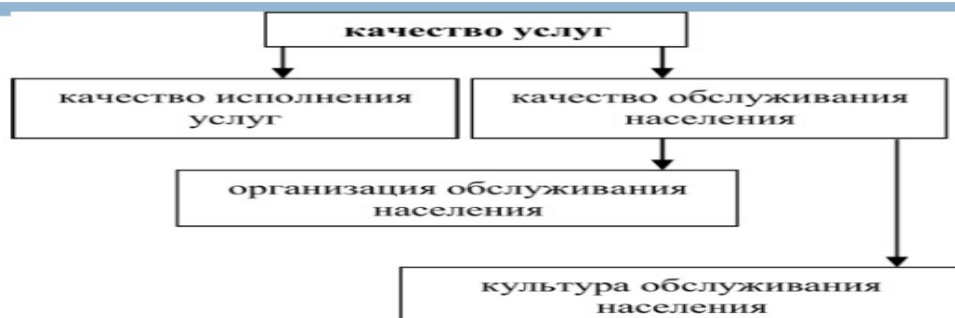 качество услуг
качество исполнения
услуг
качество обслуживания
населения
организация обслуживания
населения
культура обслуживания
населения